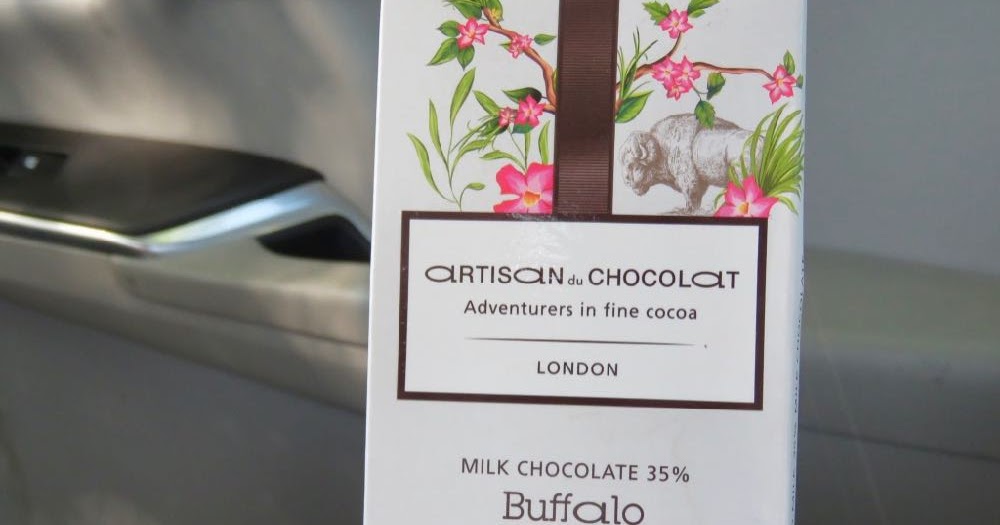 aRTISaN du CHOCOLaT
Adventurers in fine cocoa
LONDON
MILK CHOCOLATE 35%
Buffalo